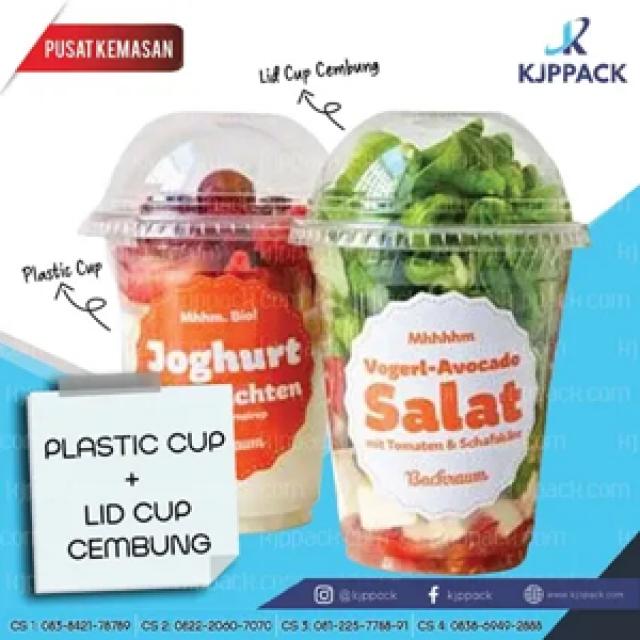 PUSAT KEMASAN
KJPPACK
Lid Cup Cembung
Plastic Cup
Mhhm. Bio!
Joghurt
chten
Mhhhhm
Vogerl-Avocado
Salat
mit Tomaten & Schafskäse
Backraum
PLASTIC CUP
+
LID CUP
CEMBUNG
@kjppack
kjppack
www.kjppack.com
CS 1: 083-8421-78789 CS 2: 0822-2060-7070 CS 3: 081-225-7788-91 CS 4: 0838-6949-2888